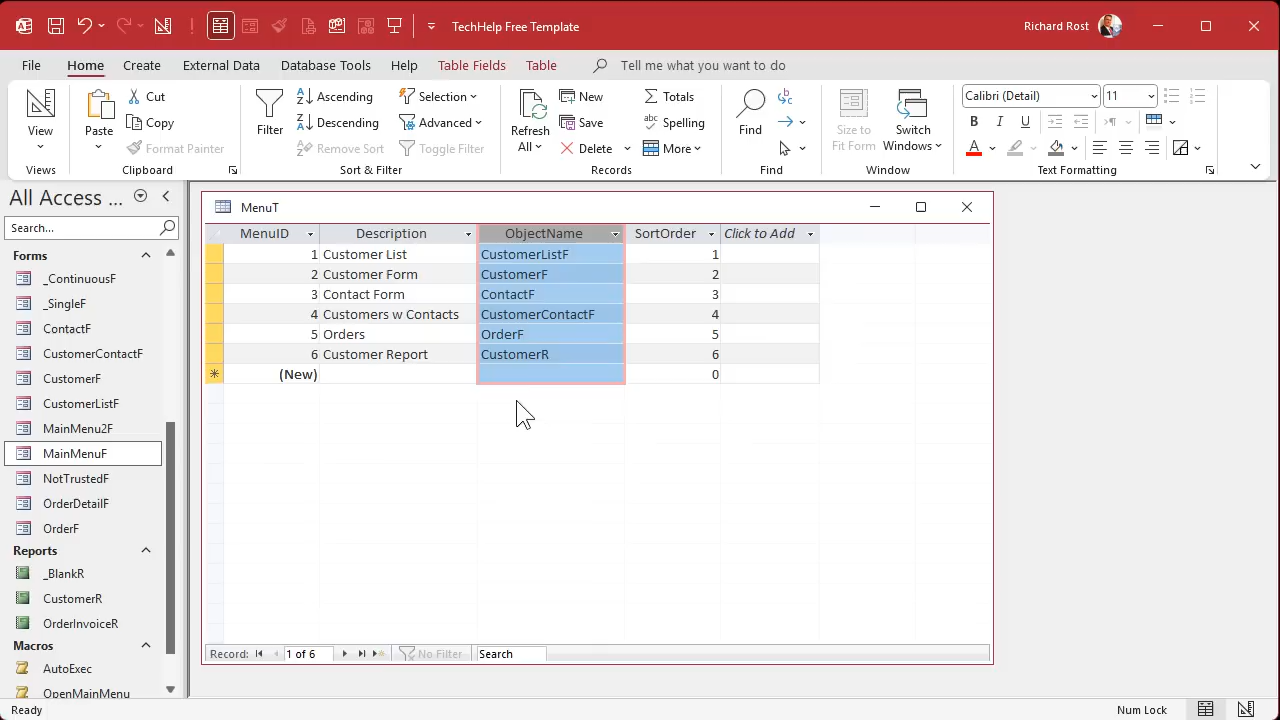 TechHelp Free Template
Richard Rost
File Home Create External Data Database Tools Help Table Fields Table Tell me what you want to do
View
Views
Paste
Cut
Copy
Format Painter
Clipboard
Filter
Ascending
Descending
Remove Sort
Selection
Advanced
Toggle Filter
Sort & Filter
Refresh
All
New
Save
Delete
Totals
Spelling
More
Records
Find
Find
Size to
Fit Form
Switch
Windows
Window
Calibri (Detail) 11
B I U
A
Text Formatting
All Access ...
Search...
Forms
_ContinuousF
_SingleF
ContactF
CustomerContactF
CustomerF
CustomerListF
MainMenu2F
MainMenuF
NotTrustedF
OrderDetailF
OrderF
Reports
_BlankR
CustomerR
OrderInvoiceR
Macros
AutoExec
OpenMainMenu
MenuT
MenuID Description ObjectName SortOrder Click to Add
1 Customer List CustomerListF 1
2 Customer Form CustomerF 2
3 Contact Form ContactF 3
4 Customers w Contacts CustomerContactF 4
5 Orders OrderF 5
6 Customer Report CustomerR 6
(New) 0
Record: 1 of 6 No Filter Search
Ready Num Lock